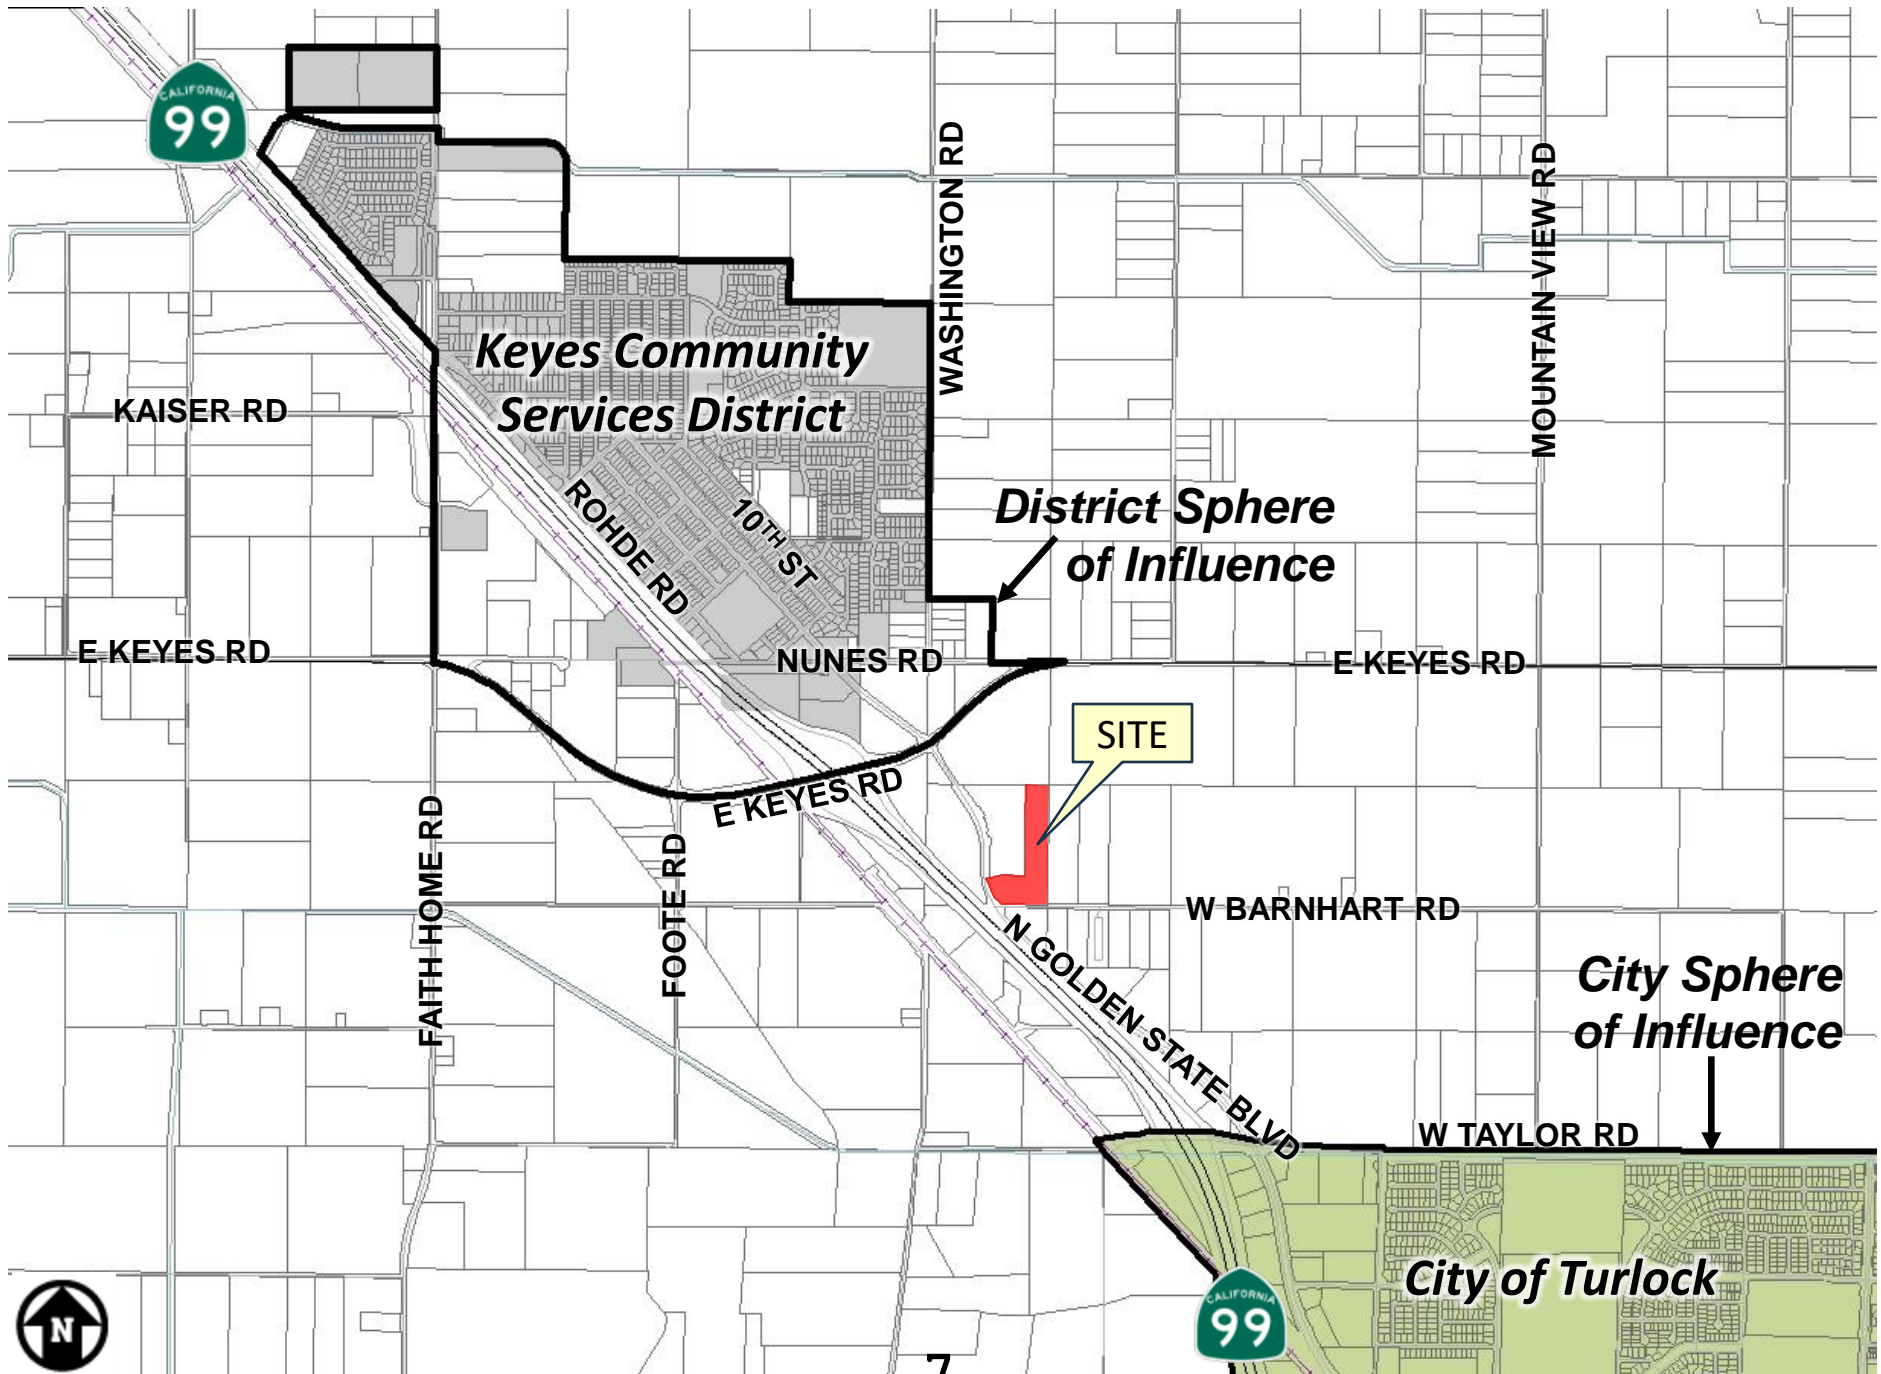 CALIFORNIA
99
WASHINGTON RD
MOUNTAIN VIEW RD
Keyes Community
Services District
KAISER RD
ROHDE RD
10TH ST
District Sphere
of Influence
E KEYES RD
NUNES RD
E KEYES RD
SITE
E KEYES RD
FAITH HOME RD
FOOTE RD
W BARNHART RD
N GOLDEN STATE BLVD
City Sphere
of Influence
W TAYLOR RD
City of Turlock
CALIFORNIA
99
N
7